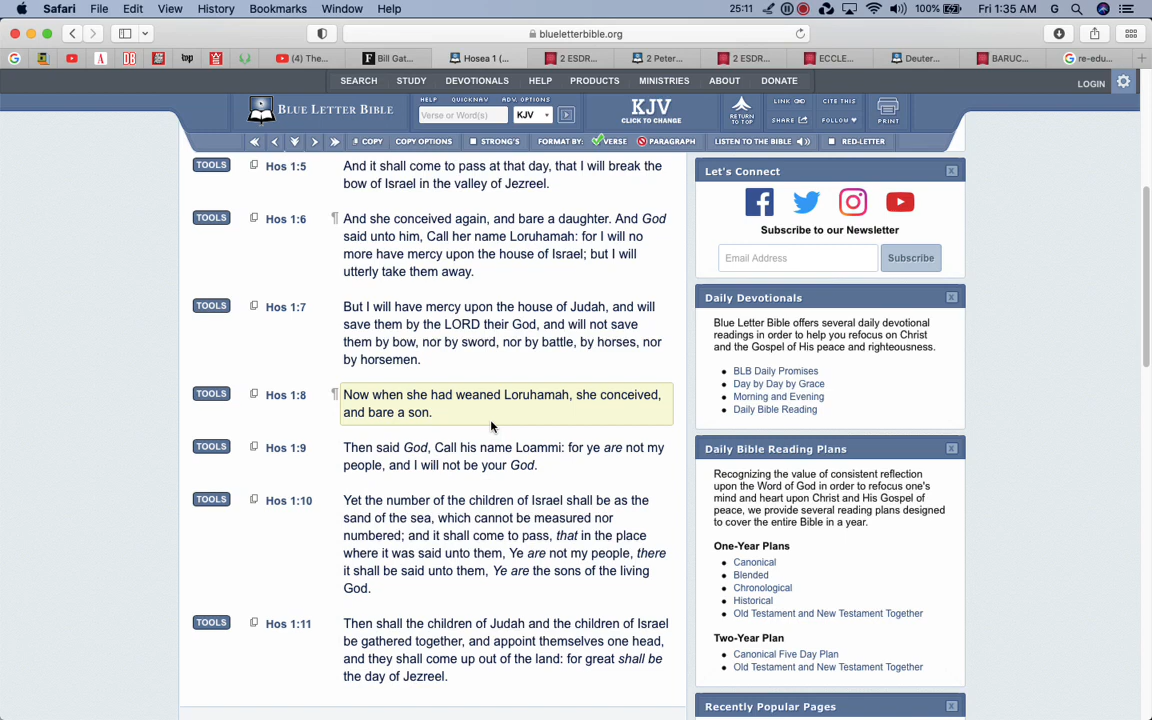 Safari File Edit View History Bookmarks Window Help 25:11 100% Fri 1:35 AM G
blueletterbible.org
(4) The... Bill Gat... Hosea 1 (... 2 ESDR... 2 Peter... 2 ESDR... ECCLE... Deuter... BARUC... re-edu...
SEARCH STUDY DEVOTIONALS HELP PRODUCTS MINISTRIES ABOUT DONATE LOGIN
BLUE LETTER BIBLE
HELP QUICKNAV ADV. OPTIONS
Verse or Word(s) KJV
KJV
CLICK TO CHANGE
RETURN TO TOP
LINK CITE THIS
SHARE FOLLOW PRINT
COPY COPY OPTIONS STRONG'S FORMAT BY: VERSE PARAGRAPH LISTEN TO THE BIBLE RED-LETTER
TOOLS Hos 1:5 And it shall come to pass at that day, that I will break the
bow of Israel in the valley of Jezreel.
TOOLS Hos 1:6 ¶ And she conceived again, and bare a daughter. And God
said unto him, Call her name Loruhamah: for I will no
more have mercy upon the house of Israel; but I will
utterly take them away.
TOOLS Hos 1:7 But I will have mercy upon the house of Judah, and will
save them by the LORD their God, and will not save
them by bow, nor by sword, nor by battle, by horses, nor
by horsemen.
TOOLS Hos 1:8 ¶ Now when she had weaned Loruhamah, she conceived,
and bare a son.
TOOLS Hos 1:9 Then said God, Call his name Loammi: for ye are not my
people, and I will not be your God.
TOOLS Hos 1:10 Yet the number of the children of Israel shall be as the
sand of the sea, which cannot be measured nor
numbered; and it shall come to pass, that in the place
where it was said unto them, Ye are not my people, there
it shall be said unto them, Ye are the sons of the living
God.
TOOLS Hos 1:11 Then shall the children of Judah and the children of Israel
be gathered together, and appoint themselves one head,
and they shall come up out of the land: for great shall be
the day of Jezreel.
Let's Connect
Subscribe to our Newsletter
Email Address Subscribe
Daily Devotionals
Blue Letter Bible offers several daily devotional
readings in order to help you refocus on Christ
and the Gospel of His peace and righteousness.
BLB Daily Promises
Day by Day by Grace
Morning and Evening
Daily Bible Reading
Daily Bible Reading Plans
Recognizing the value of consistent reflection
upon the Word of God in order to refocus one's
mind and heart upon Christ and His Gospel of
peace, we provide several reading plans designed
to cover the entire Bible in a year.
One-Year Plans
Canonical
Blended
Chronological
Historical
Old Testament and New Testament Together
Two-Year Plan
Canonical Five Day Plan
Old Testament and New Testament Together
Recently Popular Pages